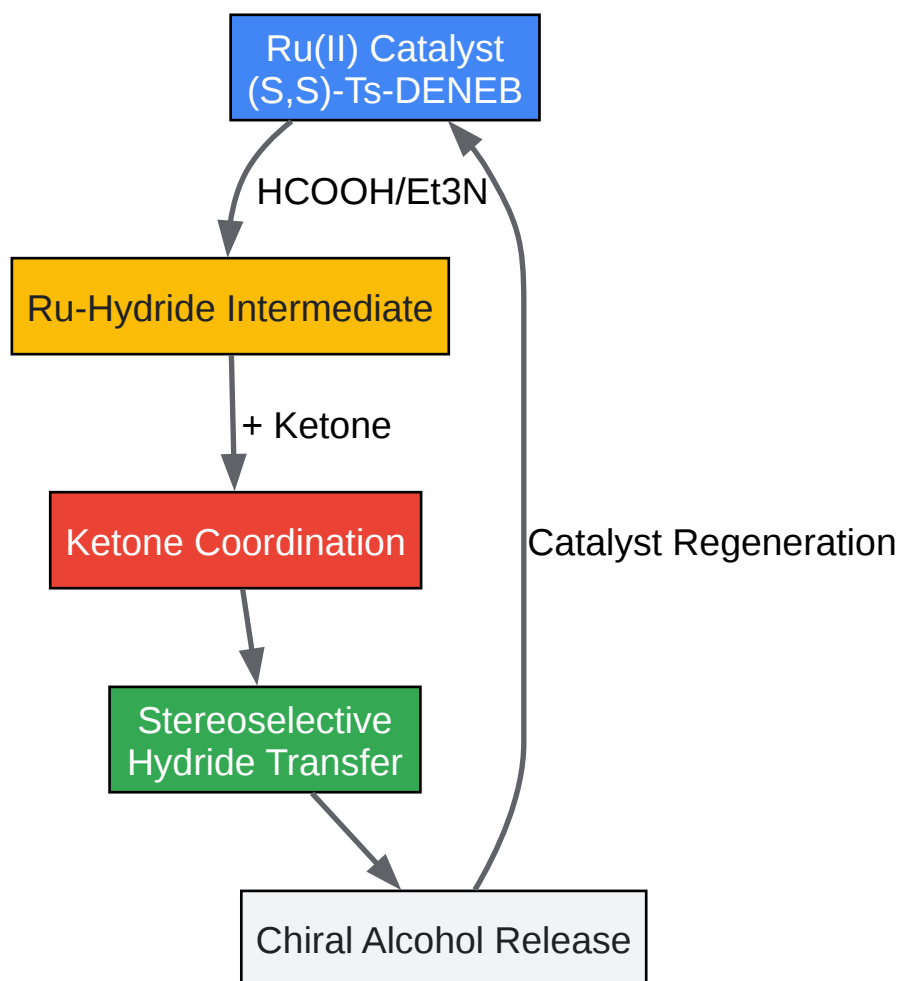 Ru(II) Catalyst
(S,S)-Ts-DENEB
HCOOH/Et3N
Ru-Hydride Intermediate
+ Ketone
Ketone Coordination
Catalyst Regeneration
Stereoselective
Hydride Transfer
Chiral Alcohol Release